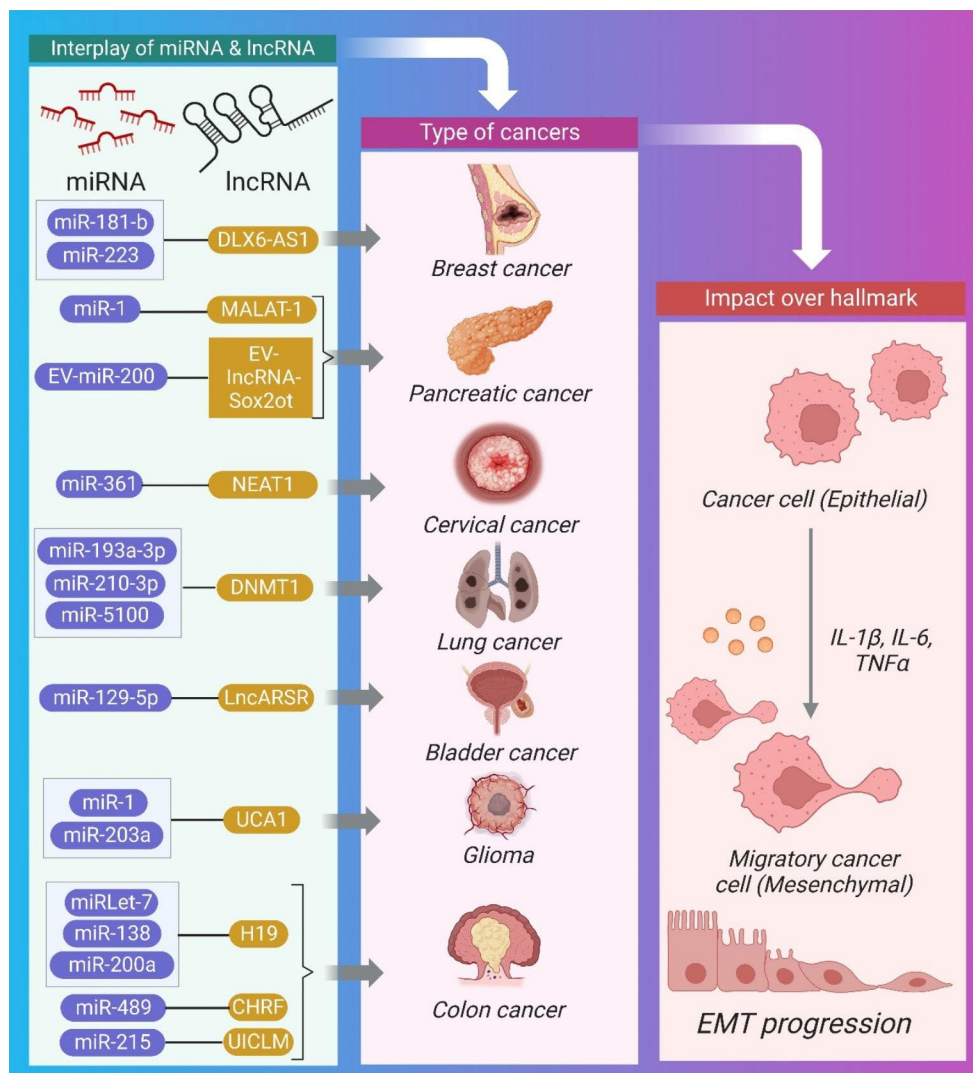 Interplay of miRNA & lncRNA
miRNA
lncRNA
miR-181-b
miR-223
DLX6-AS1
miR-1
MALAT-1
EV-miR-200
EV-
lncRNA-
Sox2ot
miR-361
NEAT1
miR-193a-3p
miR-210-3p
miR-5100
DNMT1
miR-129-5p
LncARSR
miR-1
miR-203a
UCA1
miRLet-7
miR-138
miR-200a
H19
miR-489
CHRF
miR-215
UICLM
Type of cancers
Breast cancer
Pancreatic cancer
Cervical cancer
Lung cancer
Bladder cancer
Glioma
Colon cancer
Impact over hallmark
Cancer cell (Epithelial)
IL-1β, IL-6,
TNFα
Migratory cancer
cell (Mesenchymal)
EMT progression